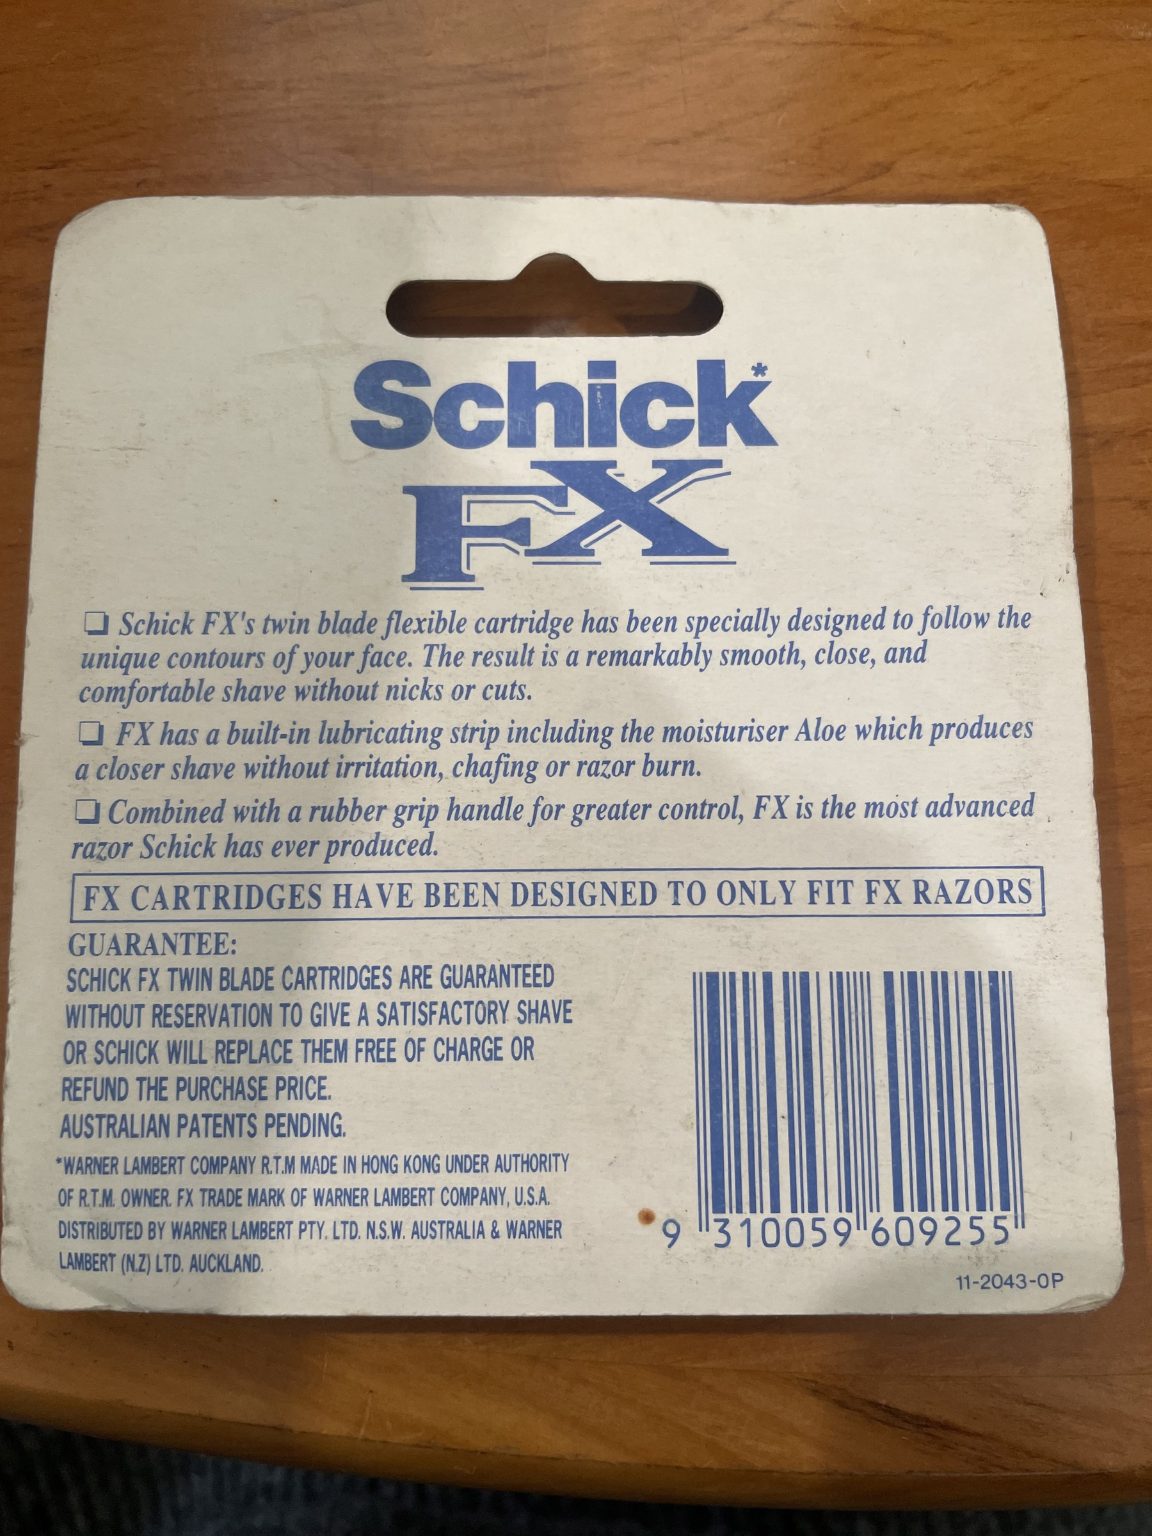 Schick*
FX
❏ Schick FX's twin blade flexible cartridge has been specially designed to follow the
unique contours of your face. The result is a remarkably smooth, close, and
comfortable shave without nicks or cuts.
❏ FX has a built-in lubricating strip including the moisturiser Aloe which produces
a closer shave without irritation, chafing or razor burn.
❏ Combined with a rubber grip handle for greater control, FX is the most advanced
razor Schick has ever produced.
FX CARTRIDGES HAVE BEEN DESIGNED TO ONLY FIT FX RAZORS
GUARANTEE:
SCHICK FX TWIN BLADE CARTRIDGES ARE GUARANTEED
WITHOUT RESERVATION TO GIVE A SATISFACTORY SHAVE
OR SCHICK WILL REPLACE THEM FREE OF CHARGE OR
REFUND THE PURCHASE PRICE.
AUSTRALIAN PATENTS PENDING.
*WARNER LAMBERT COMPANY R.T.M MADE IN HONG KONG UNDER AUTHORITY
OF R.T.M. OWNER. FX TRADE MARK OF WARNER LAMBERT COMPANY, U.S.A.
DISTRIBUTED BY WARNER LAMBERT PTY. LTD. N.S.W. AUSTRALIA & WARNER
LAMBERT (N.Z) LTD. AUCKLAND.
9 310059 609255
11-2043-0P